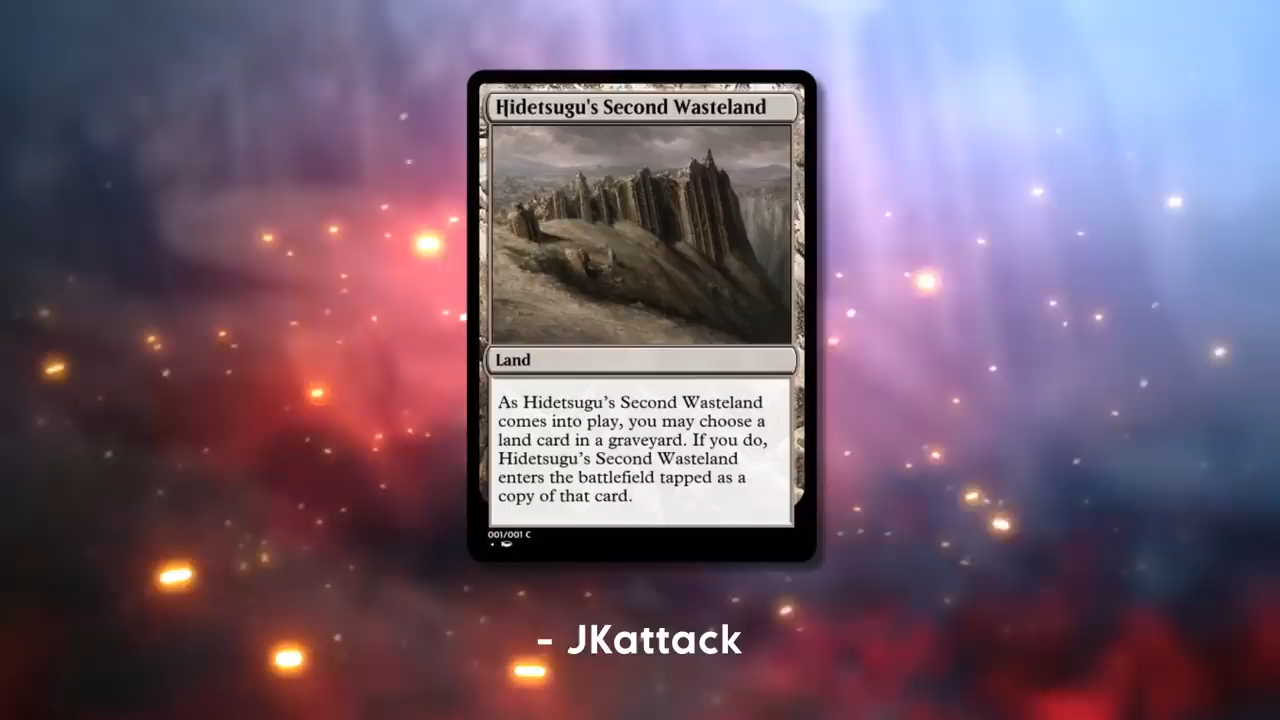 Hidetsugu's Second Wasteland
Land
As Hidetsugu's Second Wasteland
comes into play, you may choose a
land card in a graveyard. If you do,
Hidetsugu's Second Wasteland
enters the battlefield tapped as a
copy of that card.
001/001 C
- JKattack